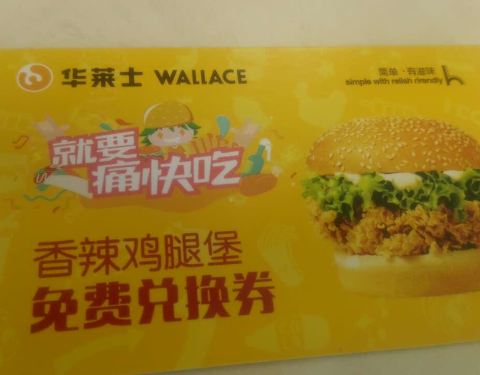 华莱士 WALLACE
简单·有滋味
simple with relish friendly
就要
痛快吃
香辣鸡腿堡
免费兑换券